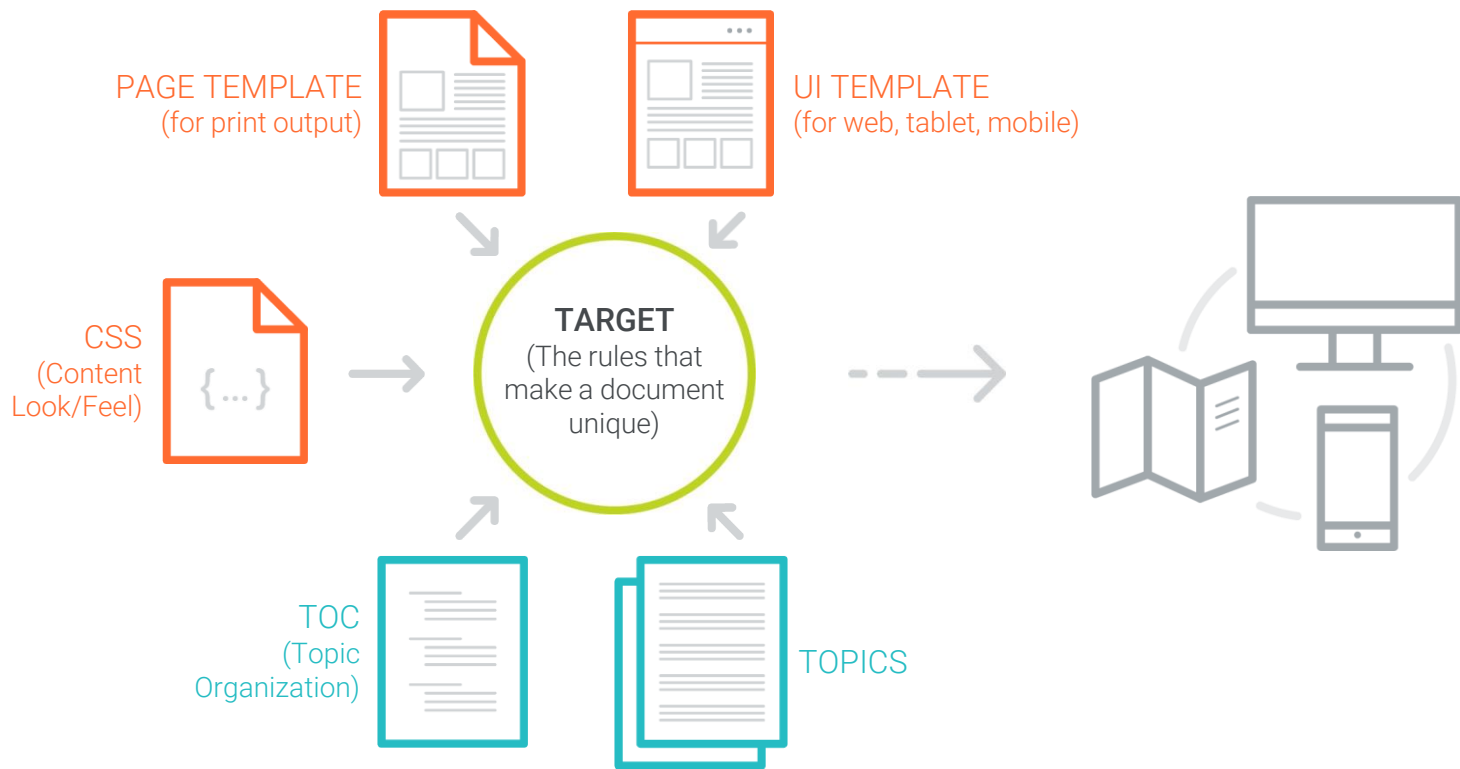 PAGE TEMPLATE
(for print output)
UI TEMPLATE
(for web, tablet, mobile)
CSS
(Content
Look/Feel)
{...}
TARGET
(The rules that
make a document
unique)
TOC
(Topic
Organization)
TOPICS